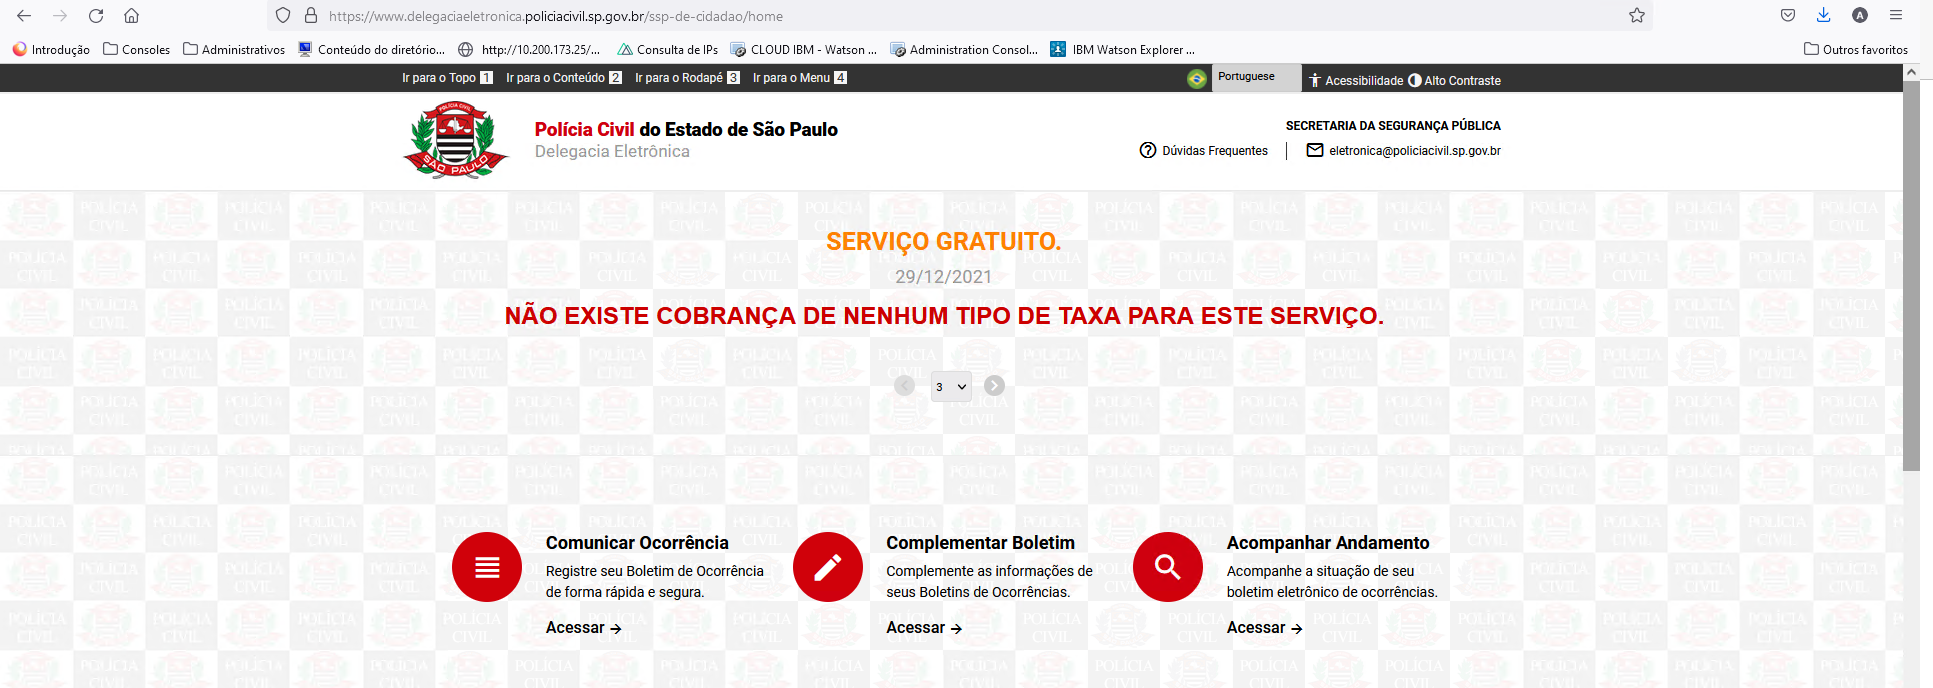 https://www.delegaciaeletronica.policiacivil.sp.gov.br/ssp-de-cidadao/home
A
Introdução Consoles Administrativos Conteúdo do diretório... http://10.200.173.25/... Consulta de IPs CLOUD IBM - Watson ... Administration Consol... IBM Watson Explorer ... Outros favoritos
Ir para o Topo 1 Ir para o Conteúdo 2 Ir para o Rodapé 3 Ir para o Menu 4 Portuguese Acessibilidade Alto Contraste
POLÍCIA CIVIL
SÃO PAULO
Polícia Civil do Estado de São Paulo
Delegacia Eletrônica
SECRETARIA DA SEGURANÇA PÚBLICA
Dúvidas Frequentes eletronica@policiacivil.sp.gov.br
SERVIÇO GRATUITO.
29/12/2021
NÃO EXISTE COBRANÇA DE NENHUM TIPO DE TAXA PARA ESTE SERVIÇO.
3
Comunicar Ocorrência
Registre seu Boletim de Ocorrência
de forma rápida e segura.
Acessar →
Complementar Boletim
Complemente as informações de
seus Boletins de Ocorrências.
Acessar →
Acompanhar Andamento
Acompanhe a situação de seu
boletim eletrônico de ocorrências.
Acessar →
POLÍCIA
CIVIL